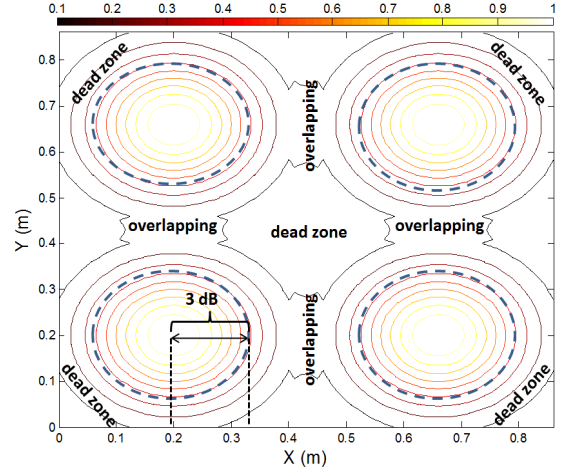 0.1 0.2 0.3 0.4 0.5 0.6 0.7 0.8 0.9 1
dead zone
overlapping
dead zone
overlapping
dead zone
overlapping
3 dB
overlapping
dead zone
dead zone
0.8
0.7
0.6
0.5
0.4
0.3
0.2
0.1
0
Y (m)
0 0.1 0.2 0.3 0.4 0.5 0.6 0.7 0.8
X (m)